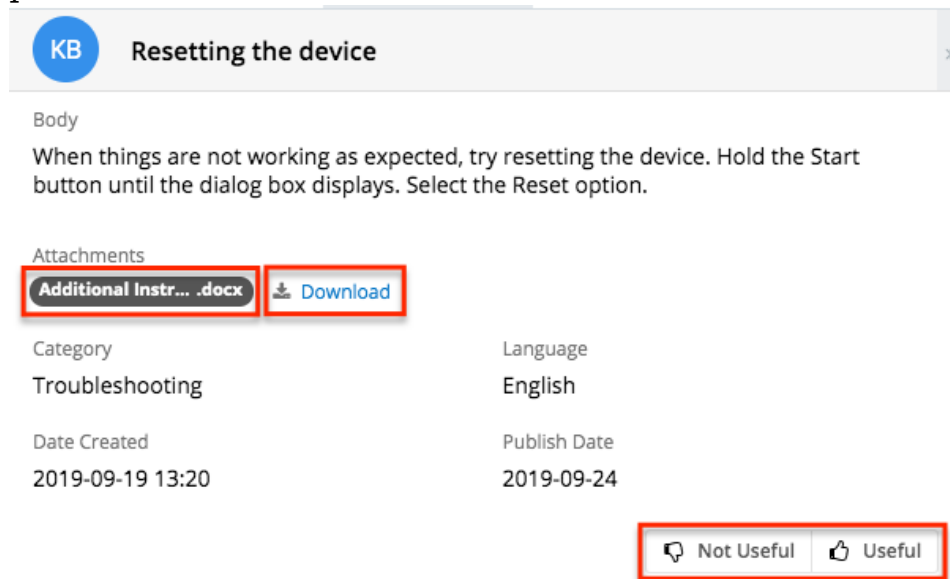 KB Resetting the device
Body
When things are not working as expected, try resetting the device. Hold the Start
button until the dialog box displays. Select the Reset option.
Attachments
Additional Instr... .docx Download
Category Language
Troubleshooting English
Date Created Publish Date
2019-09-19 13:20 2019-09-24
Not Useful Useful